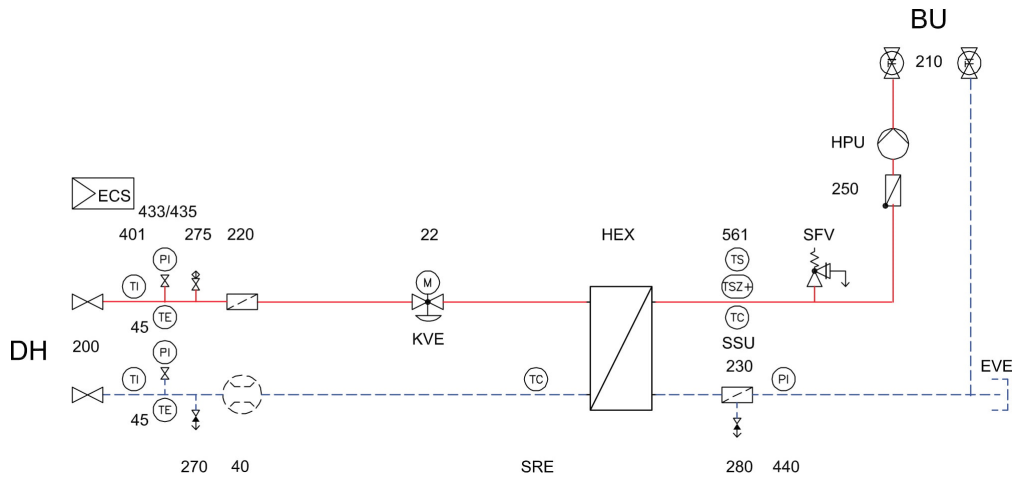 BU
210
HPU
ECS
250
433/435
401 275 220 22 HEX 561 SFV
PI TS
TI M TSZ+
TE TC
45 KVE SSU
DH 200 230
PI EVE
TI TC PI
TE
45
270 40 SRE 280 440